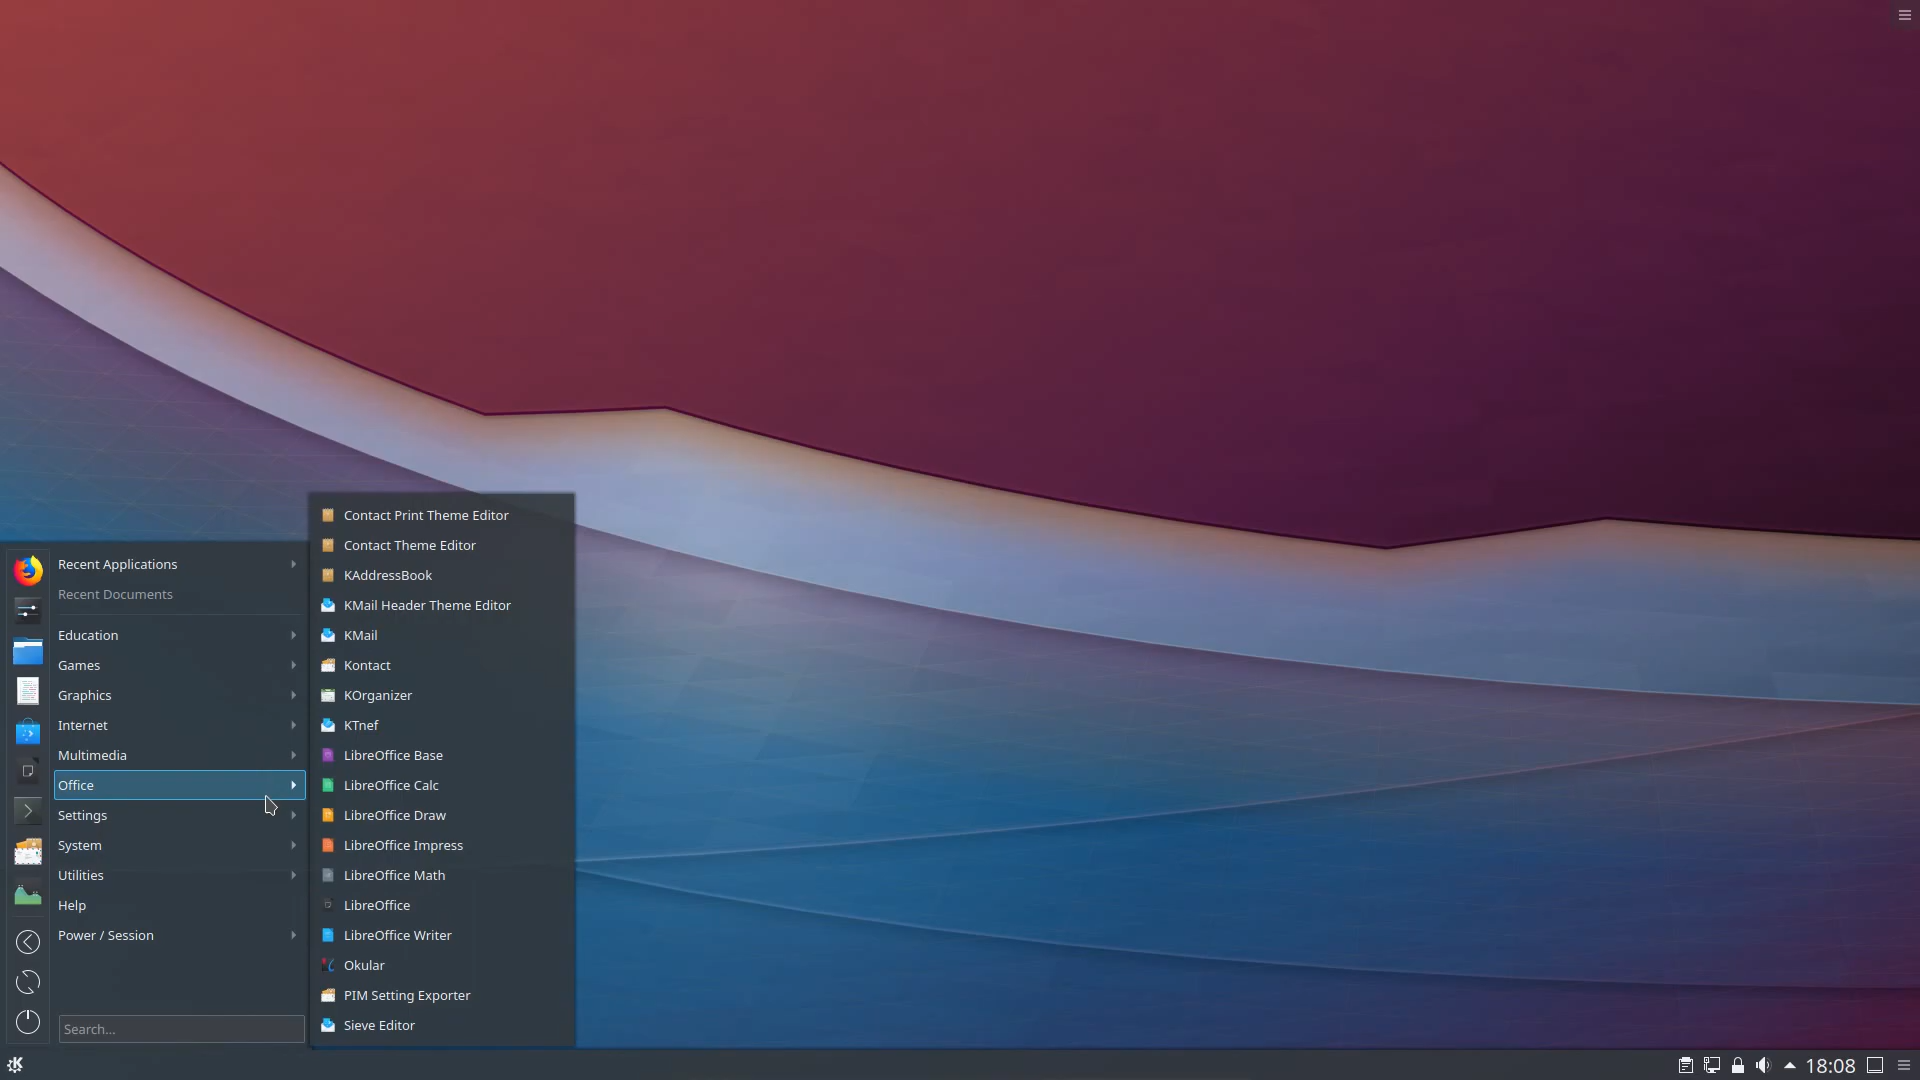 Recent Applications
Recent Documents
Education
Games
Graphics
Internet
Multimedia
Office
Settings
System
Utilities
Help
Power / Session
Search...
Contact Print Theme Editor
Contact Theme Editor
KAddressBook
KMail Header Theme Editor
KMail
Kontact
KOrganizer
KTnef
LibreOffice Base
LibreOffice Calc
LibreOffice Draw
LibreOffice Impress
LibreOffice Math
LibreOffice
LibreOffice Writer
Okular
PIM Setting Exporter
Sieve Editor
18:08